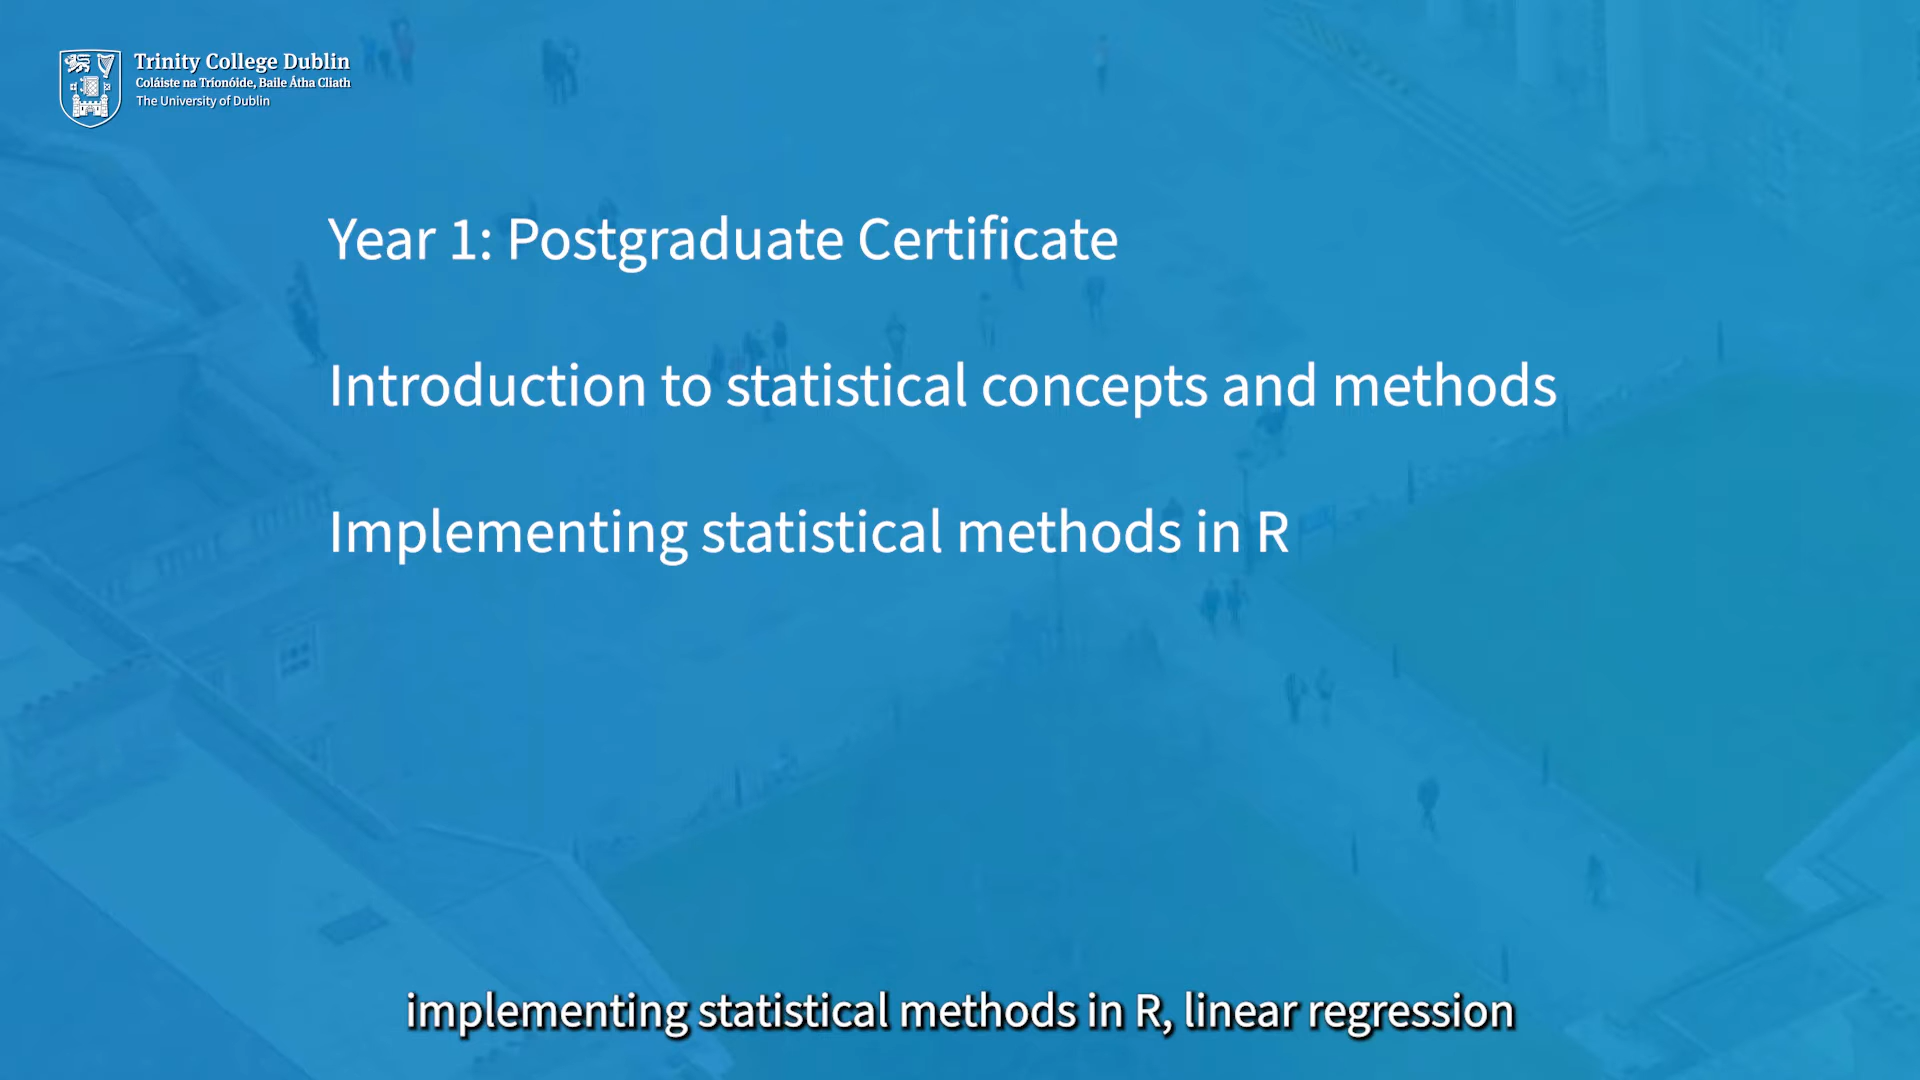 Trinity College Dublin
Coláiste na Tríonóide, Baile Átha Cliath
The University of Dublin
Year 1: Postgraduate Certificate
Introduction to statistical concepts and methods
Implementing statistical methods in R
implementing statistical methods in R, linear regression